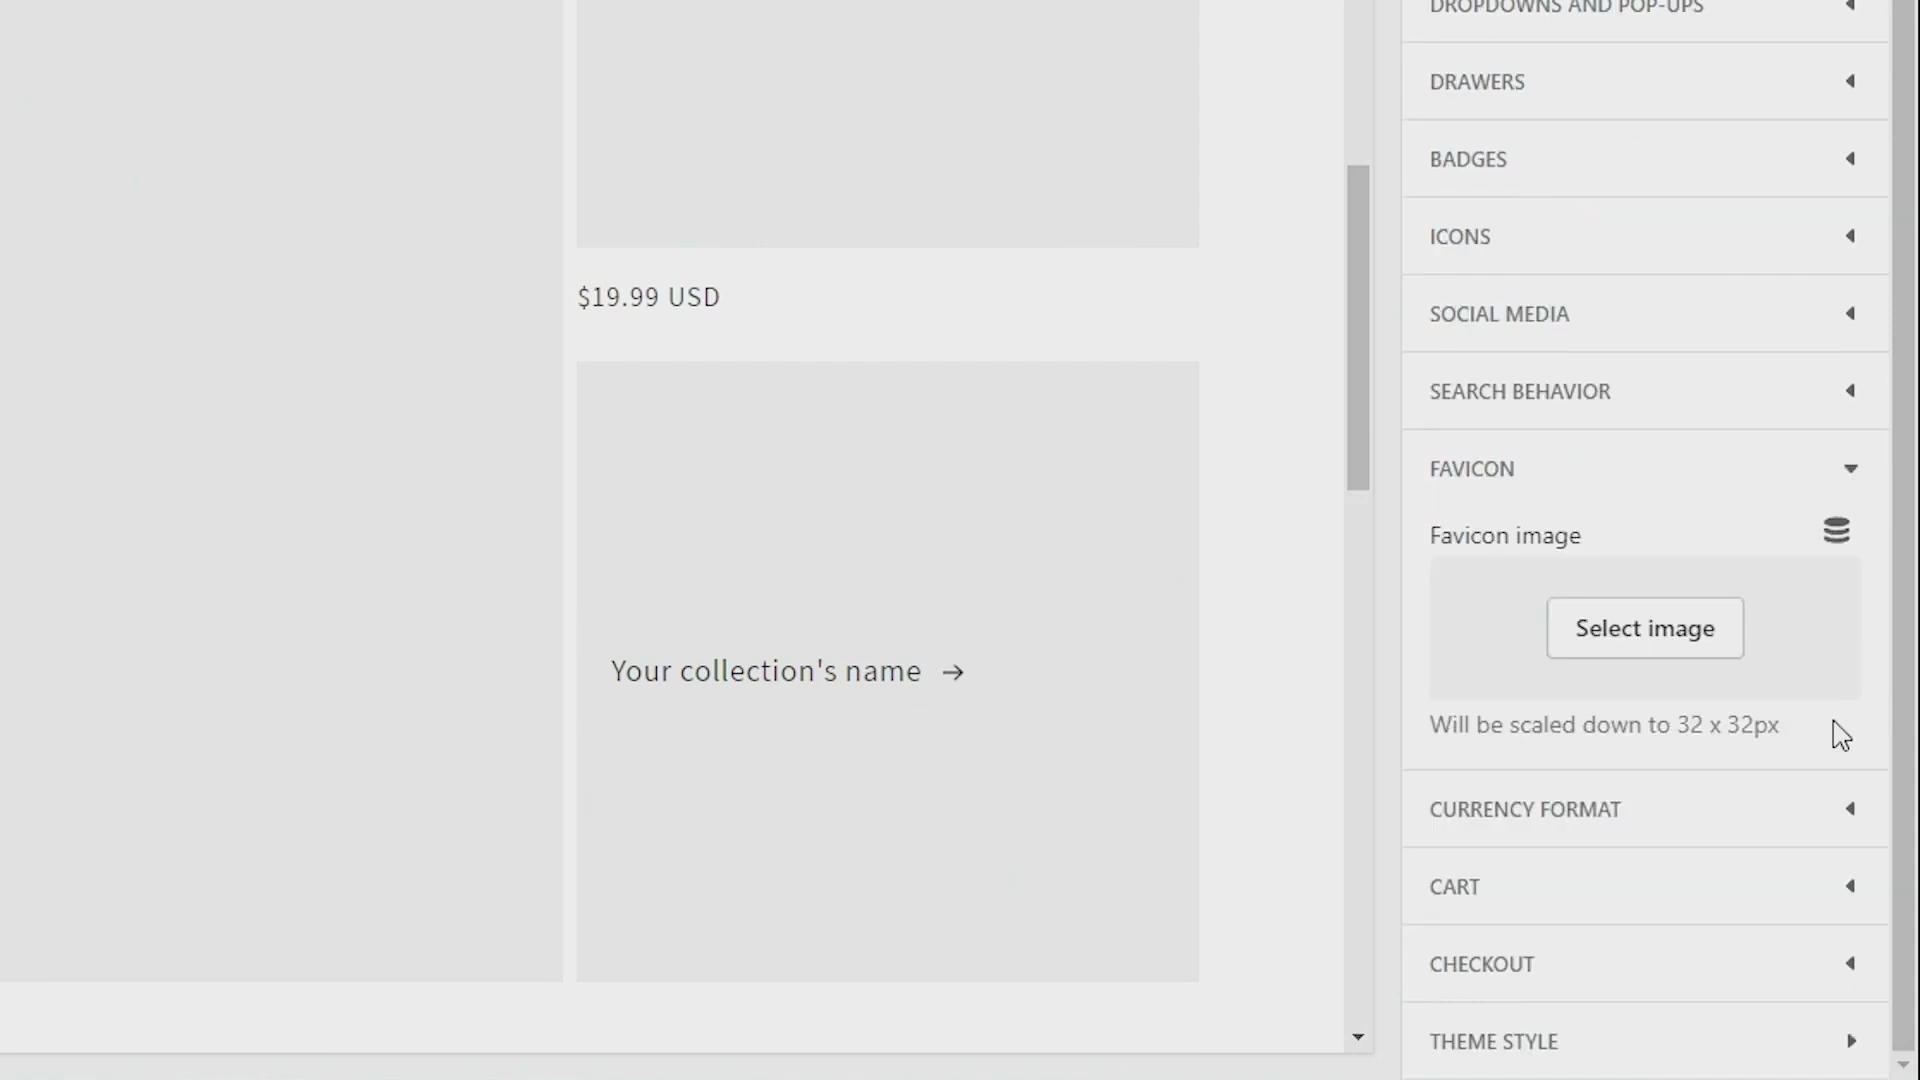 $19.99 USD
Your collection's name →
DROPDOWNS AND POP-UPS
DRAWERS
BADGES
ICONS
SOCIAL MEDIA
SEARCH BEHAVIOR
FAVICON
Favicon image
Select image
Will be scaled down to 32 x 32px
CURRENCY FORMAT
CART
CHECKOUT
THEME STYLE